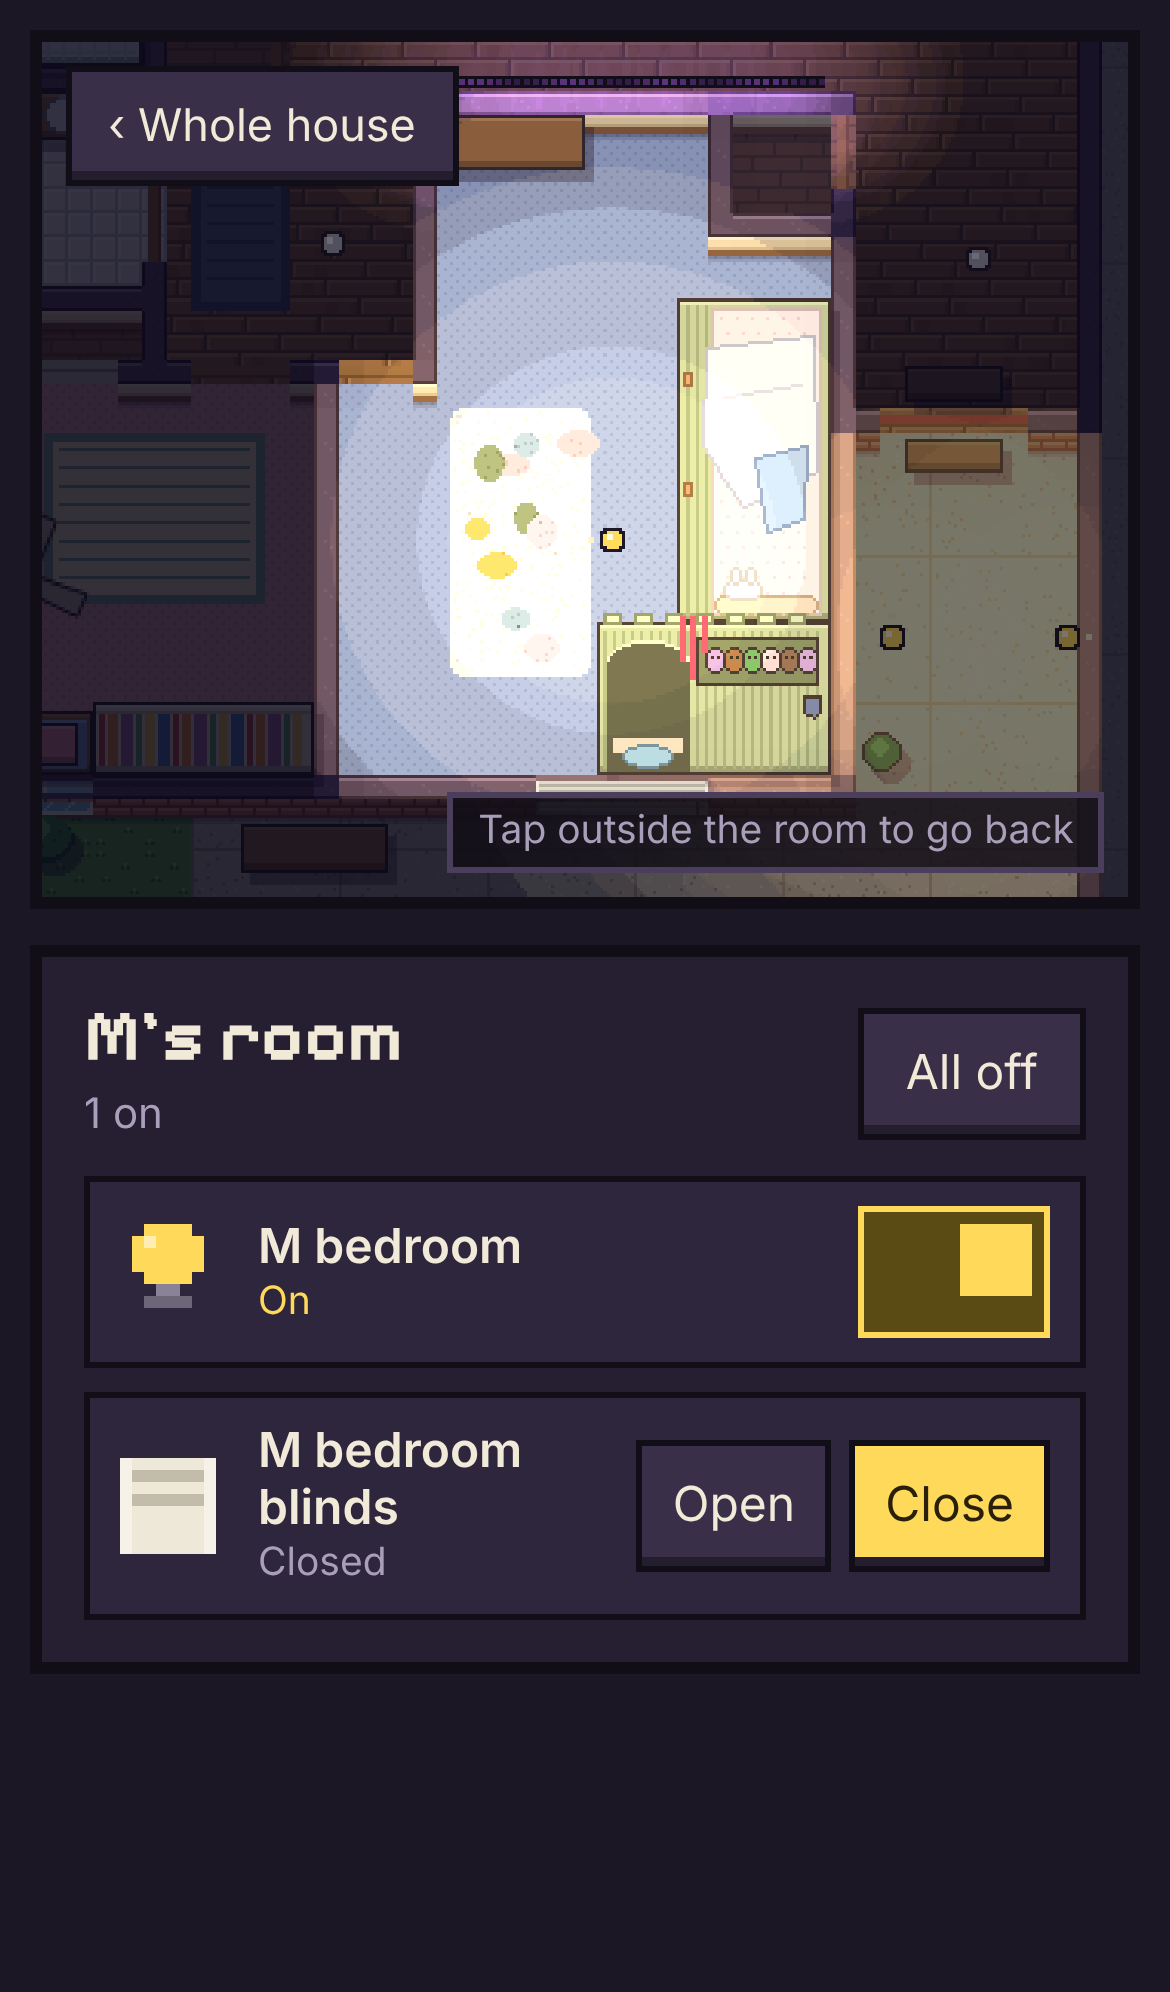 ‹ Whole house
Tap outside the room to go back
M's room
1 on
All off
M bedroom
On
M bedroom
blinds
Closed
Open
Close